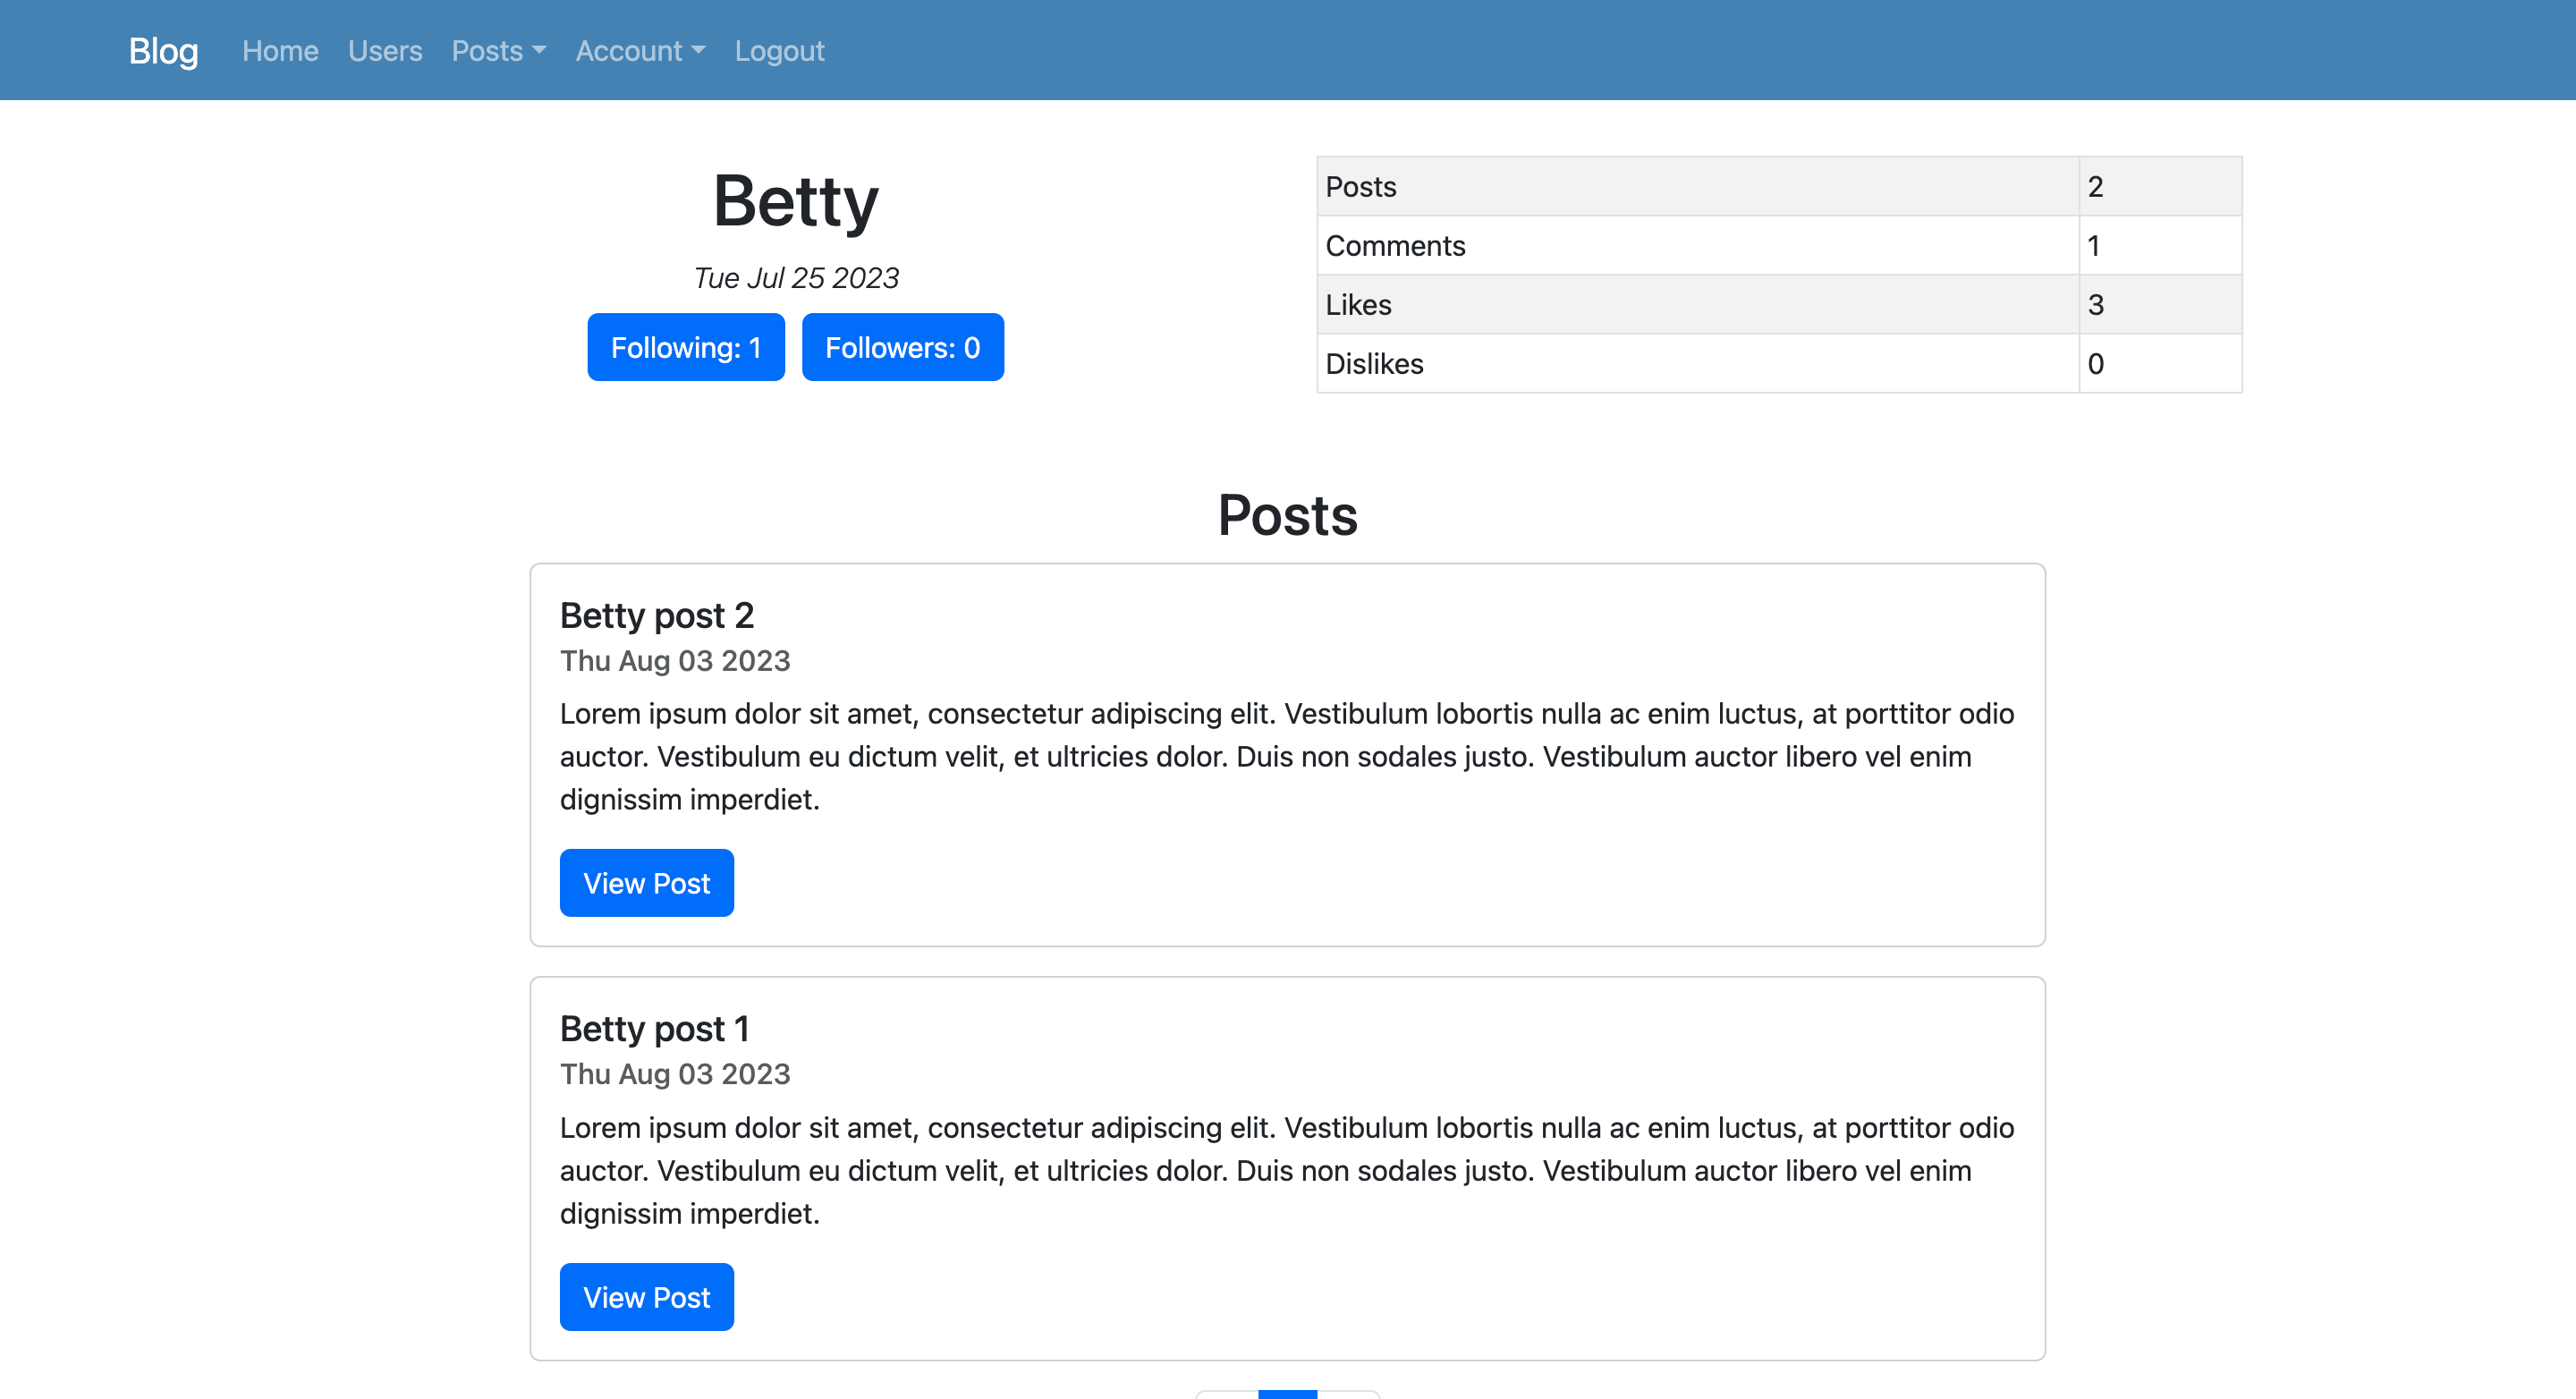 Blog Home Users Posts Account Logout
Betty
Tue Jul 25 2023
Following: 1 Followers: 0
Posts 2
Comments 1
Likes 3
Dislikes 0
Posts
Betty post 2
Thu Aug 03 2023
Lorem ipsum dolor sit amet, consectetur adipiscing elit. Vestibulum lobortis nulla ac enim luctus, at porttitor odio
auctor. Vestibulum eu dictum velit, et ultricies dolor. Duis non sodales justo. Vestibulum auctor libero vel enim
dignissim imperdiet.
View Post
Betty post 1
Thu Aug 03 2023
Lorem ipsum dolor sit amet, consectetur adipiscing elit. Vestibulum lobortis nulla ac enim luctus, at porttitor odio
auctor. Vestibulum eu dictum velit, et ultricies dolor. Duis non sodales justo. Vestibulum auctor libero vel enim
dignissim imperdiet.
View Post